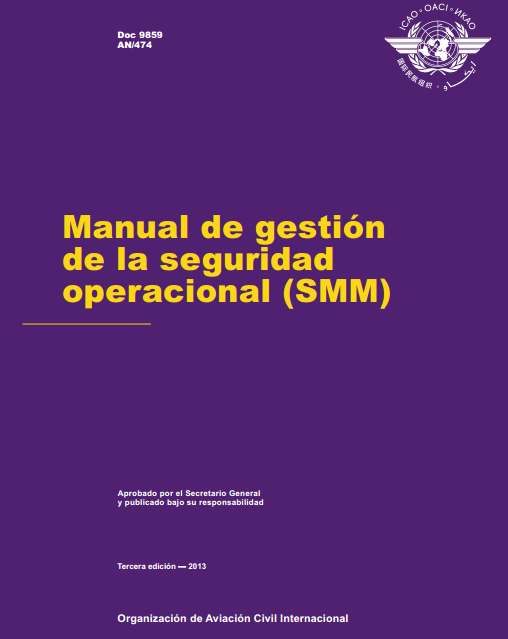 Doc 9859
AN/474
ICAO • OACI • ИКАО
国际民航组织 • ايكاو
Manual de gestión
de la seguridad
operacional (SMM)
Aprobado por el Secretario General
y publicado bajo su responsabilidad
Tercera edición — 2013
Organización de Aviación Civil Internacional